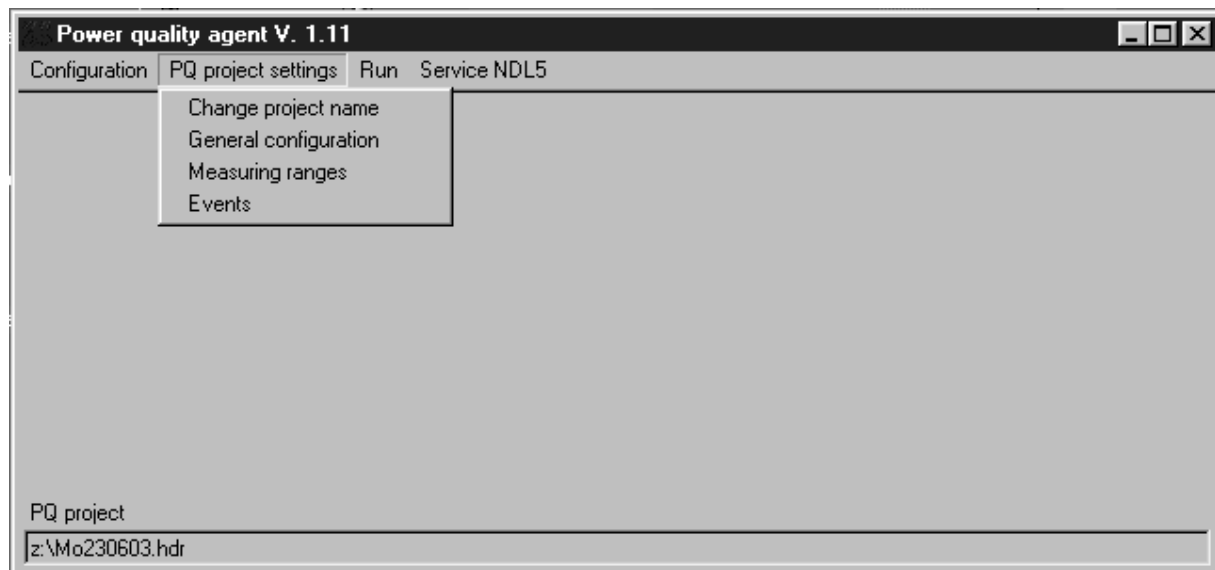 Power quality agent V. 1.11
Configuration PQ project settings Run Service NDL5
Change project name
General configuration
Measuring ranges
Events
PQ project
z:\Mo230603.hdr